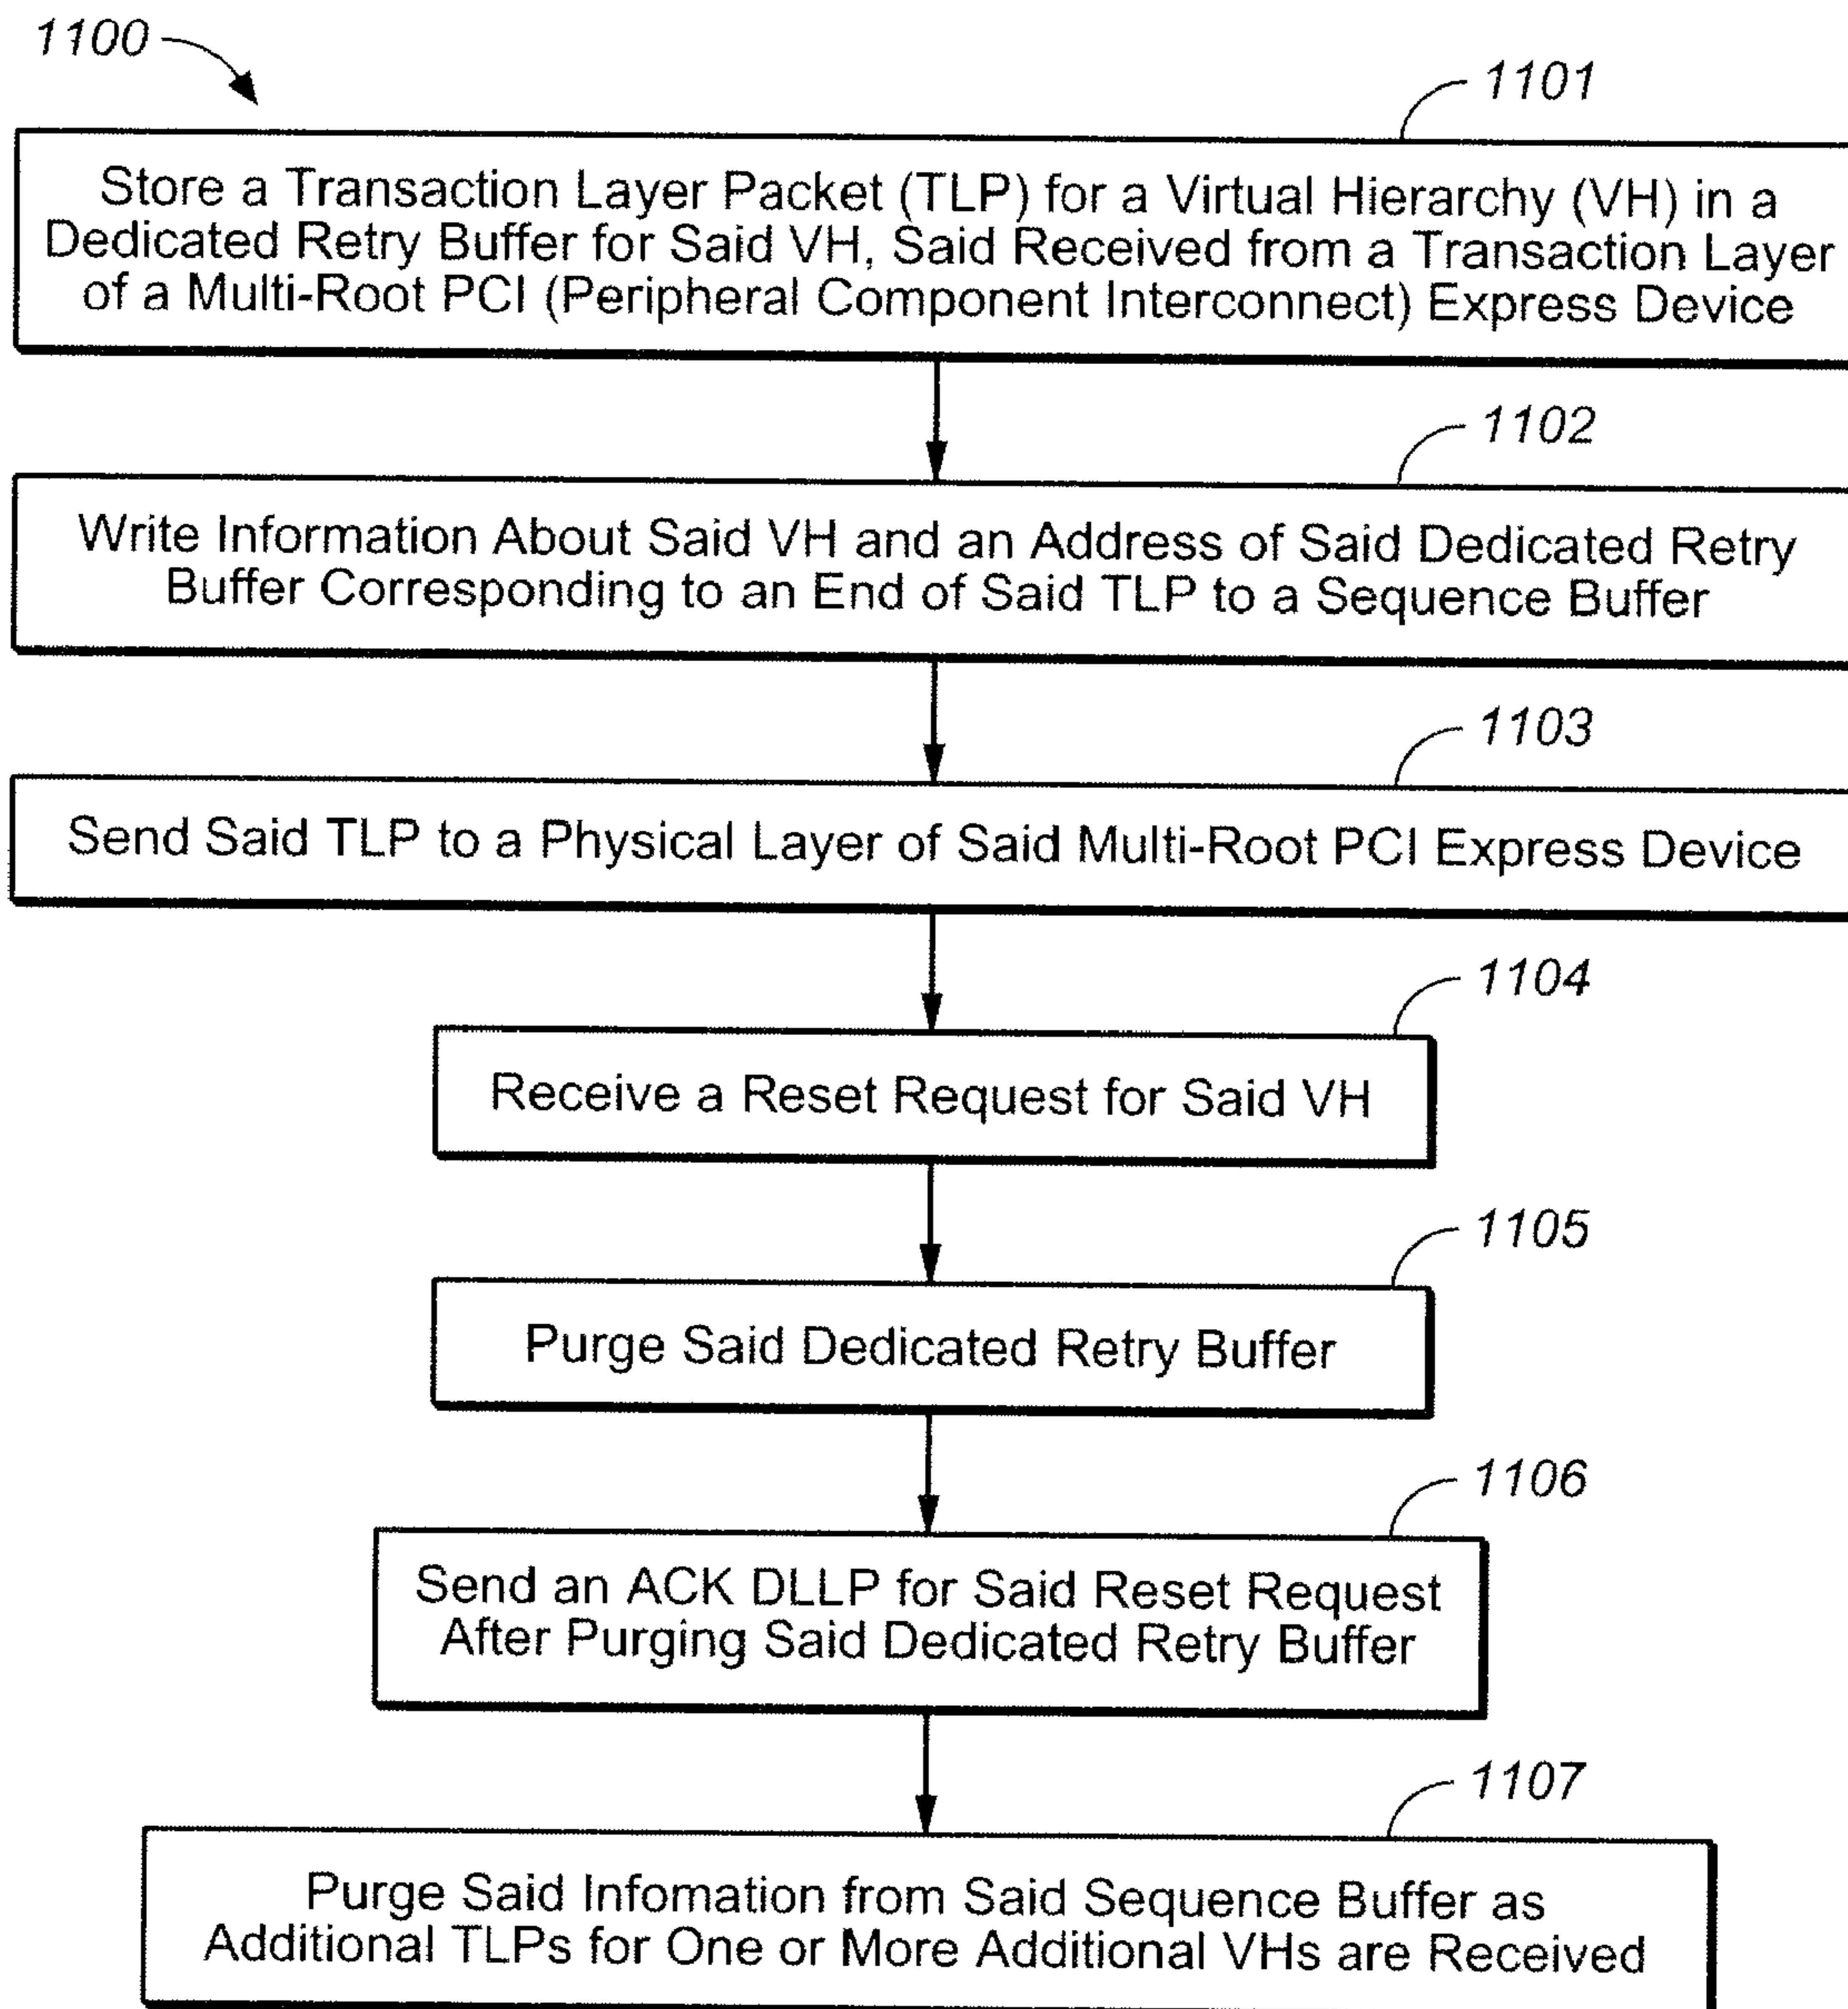 1100
1101
Store a Transaction Layer Packet (TLP) for a Virtual Hierarchy (VH) in a
Dedicated Retry Buffer for Said VH, Said Received from a Transaction Layer
of a Multi-Root PCI (Peripheral Component Interconnect) Express Device
1102
Write Information About Said VH and an Address of Said Dedicated Retry
Buffer Corresponding to an End of Said TLP to a Sequence Buffer
1103
Send Said TLP to a Physical Layer of Said Multi-Root PCI Express Device
1104
Receive a Reset Request for Said VH
1105
Purge Said Dedicated Retry Buffer
1106
Send an ACK DLLP for Said Reset Request
After Purging Said Dedicated Retry Buffer
1107
Purge Said Infomation from Said Sequence Buffer as
Additional TLPs for One or More Additional VHs are Received